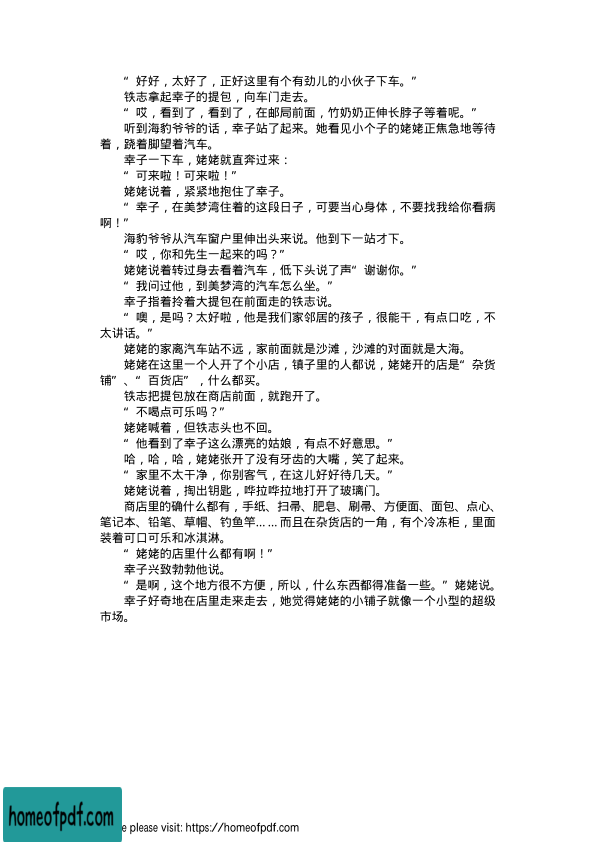 “好好，太好了，正好这里有个有劲儿的小伙子下车。”
铁志拿起幸子的提包，向车门走去。
“哎，看到了，看到了，在邮局前面，竹奶奶正伸长脖子等着呢。”
听到海豹爷爷的话，幸子站了起来。她看见小个子的姥姥正焦急地等待
着，踮着脚望着汽车。
幸子一下车，姥姥就直奔过来：
“可来啦！可来啦！”
姥姥说着，紧紧地抱住了幸子。
“幸子，在美梦湾住着的这段日子，可要当心身体，不要找我给你看病
啊！”
海豹爷爷从汽车窗户里伸出头来说。他到下一站才下。
“哎，你和先生一起来的吗？”
姥姥说着转过身去看着汽车，低下头说了声“谢谢你。”
“我问过他，到美梦湾的汽车怎么坐。”
幸子指着拎着大提包在前面走的铁志说。
“噢，是吗？太好啦，他是我们家邻居的孩子，很能干，有点口吃，不
太讲话。”
姥姥的家离汽车站不远，家前面就是沙滩，沙滩的对面就是大海。
姥姥在这里一个人开了个小店，镇子里的人都说，姥姥开的店是“杂货
铺”、“百货店”，什么都买。
铁志把提包放在商店前面，就跑开了。
“不喝点可乐吗？”
姥姥喊着，但铁志头也不回。
“他看到了幸子这么漂亮的姑娘，有点不好意思。”
哈，哈，哈，姥姥张开了没有牙齿的大嘴，笑了起来。
“家里不太干净，你别客气，在这儿好好待几天。”
姥姥说着，掏出钥匙，哗拉哗拉地打开了玻璃门。
商店里的确什么都有，手纸、扫帚、肥皂、刷帚、方便面、面包、点心、
笔记本、铅笔、草帽、钓鱼竿……而且在杂货店的一角，有个冷冻柜，里面
装着可口可乐和冰淇淋。
“姥姥的店里什么都有啊！”
幸子兴致勃勃他说。
“是啊，这个地方很不方便，所以，什么东西都得准备一些。”姥姥说。
幸子好奇地在店里走来走去，她觉得姥姥的小铺子就像一个小型的超级
市场。
homeofpdf.com
please visit: https://homeofpdf.com